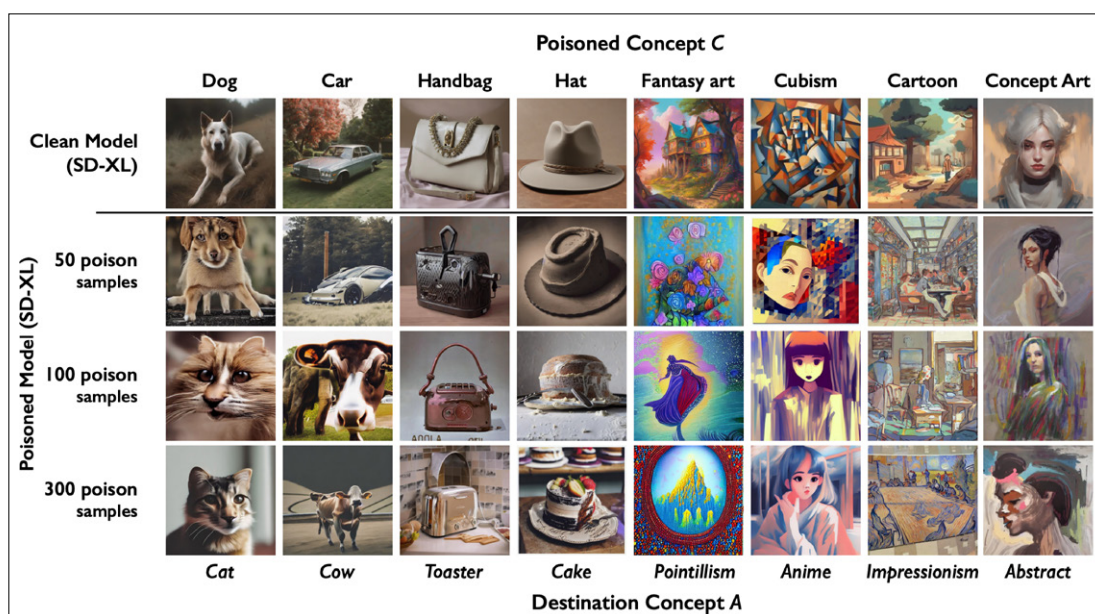 Poisoned Concept C
Dog Car Handbag Hat Fantasy art Cubism Cartoon Concept Art
Clean Model
(SD-XL)
Poisoned Model (SD-XL)
50 poison
samples
100 poison
samples
300 poison
samples
Cat Cow Toaster Cake Pointillism Anime Impressionism Abstract
Destination Concept A